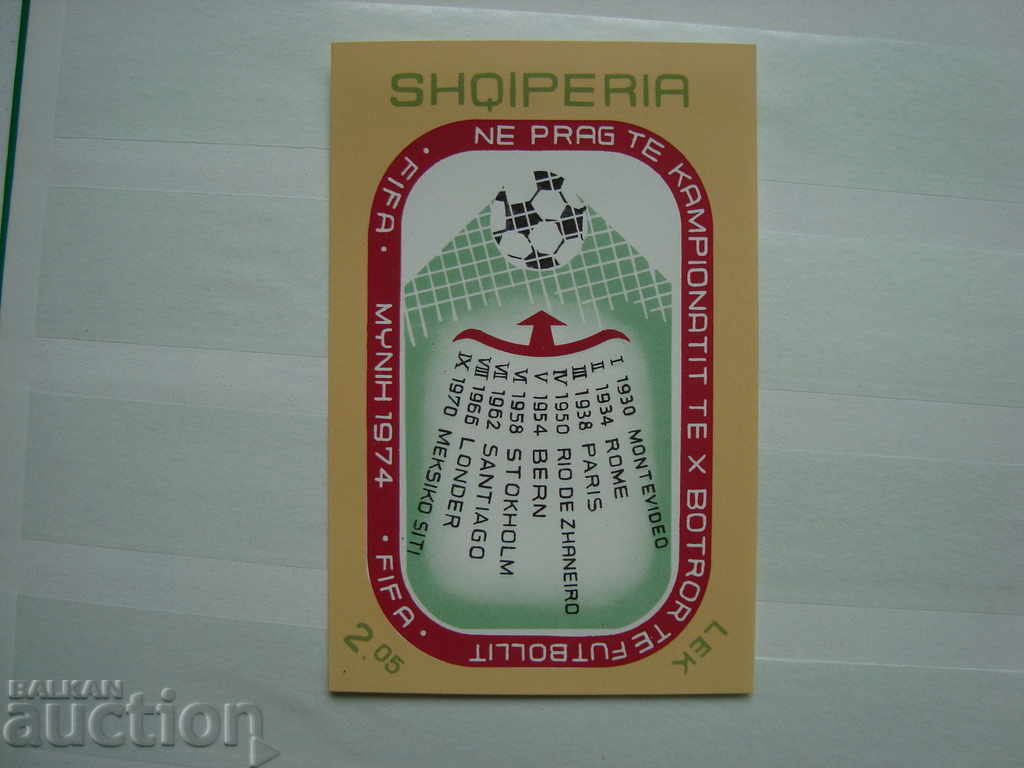 SHQIPERIA
NE PRAG TE KAMPIONATIT TE X BOTROR TE FUTBOLLIT
· FIFA · MYNIH 1974 · FIFA ·
I 1930 MONTEVIDEO
II 1934 ROME
III 1938 PARIS
IV 1950 RIO DE ZHANEIRO
V 1954 BERN
VI 1958 STOKHOLM
VII 1962 SANTIAGO
VIII 1966 LONDER
IX 1970 MEKSIKO SITI
2.05
LEK
BALKAN
auction